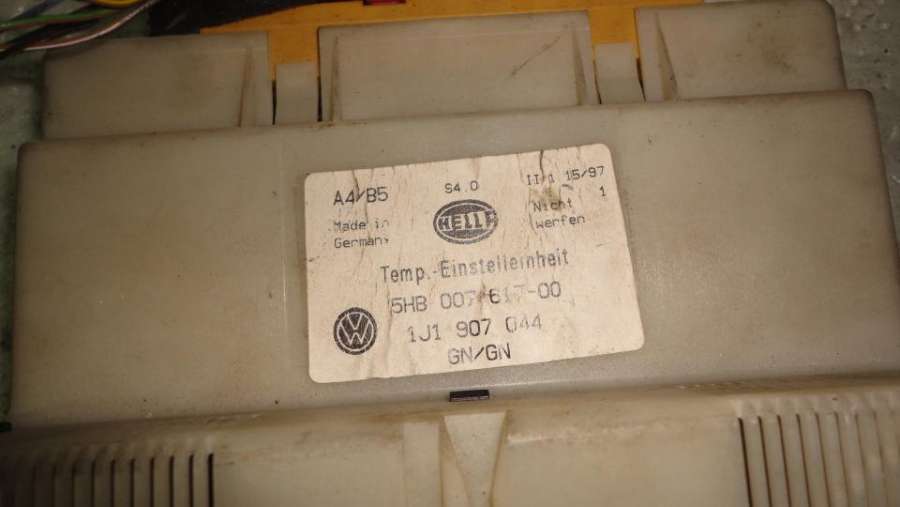 A4/B5 S4.0 II/1 15/97
Made in Germany
HELLA
Nicht 1
werfen
Temp.-Einstelleinheit
5HB 007 617-00
VW
1J1 907 044
GN/GN